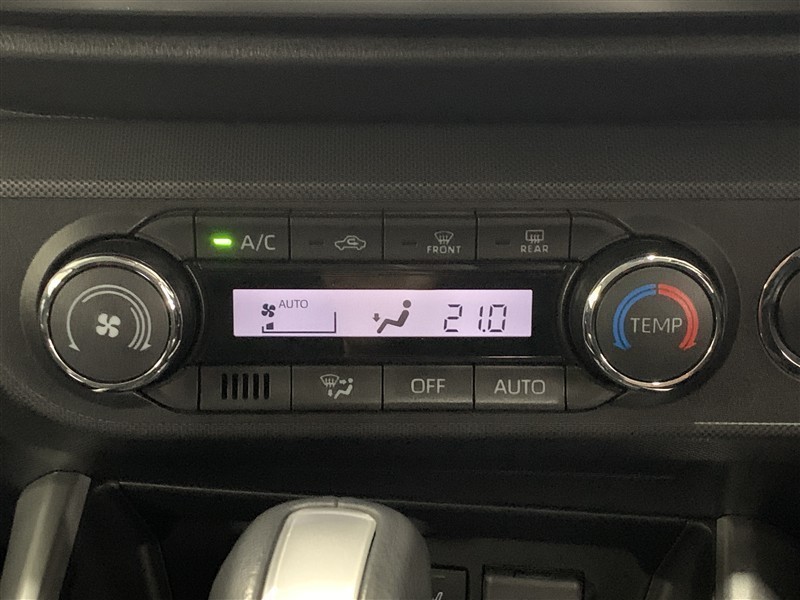 A/C
FRONT
REAR
AUTO
21.0
TEMP
OFF
AUTO